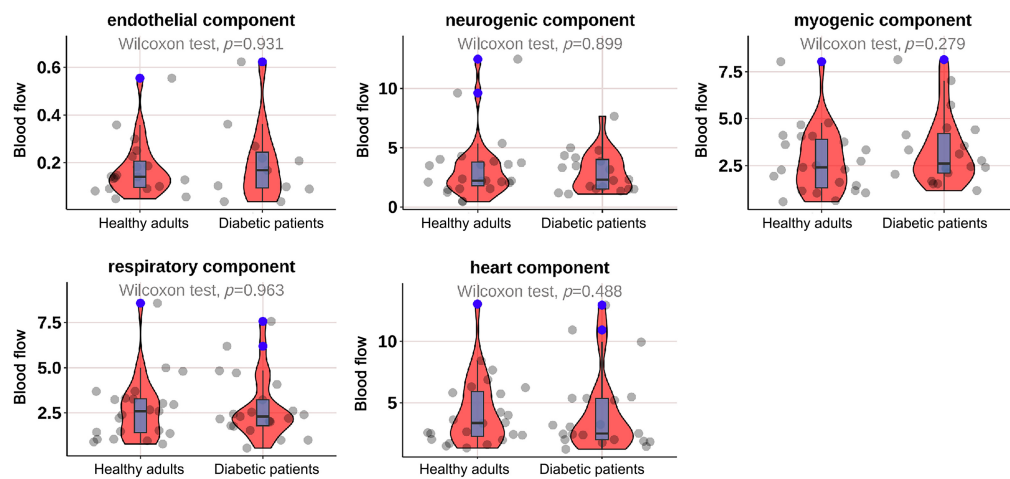 endothelial component
Wilcoxon test, p=0.931
Blood flow
0.6
0.4
0.2
Healthy adults
Diabetic patients
neurogenic component
Wilcoxon test, p=0.899
Blood flow
10
5
0
Healthy adults
Diabetic patients
myogenic component
Wilcoxon test, p=0.279
Blood flow
7.5
5.0
2.5
Healthy adults
Diabetic patients
respiratory component
Wilcoxon test, p=0.963
Blood flow
7.5
5.0
2.5
Healthy adults
Diabetic patients
heart component
Wilcoxon test, p=0.488
Blood flow
10
5
Healthy adults
Diabetic patients